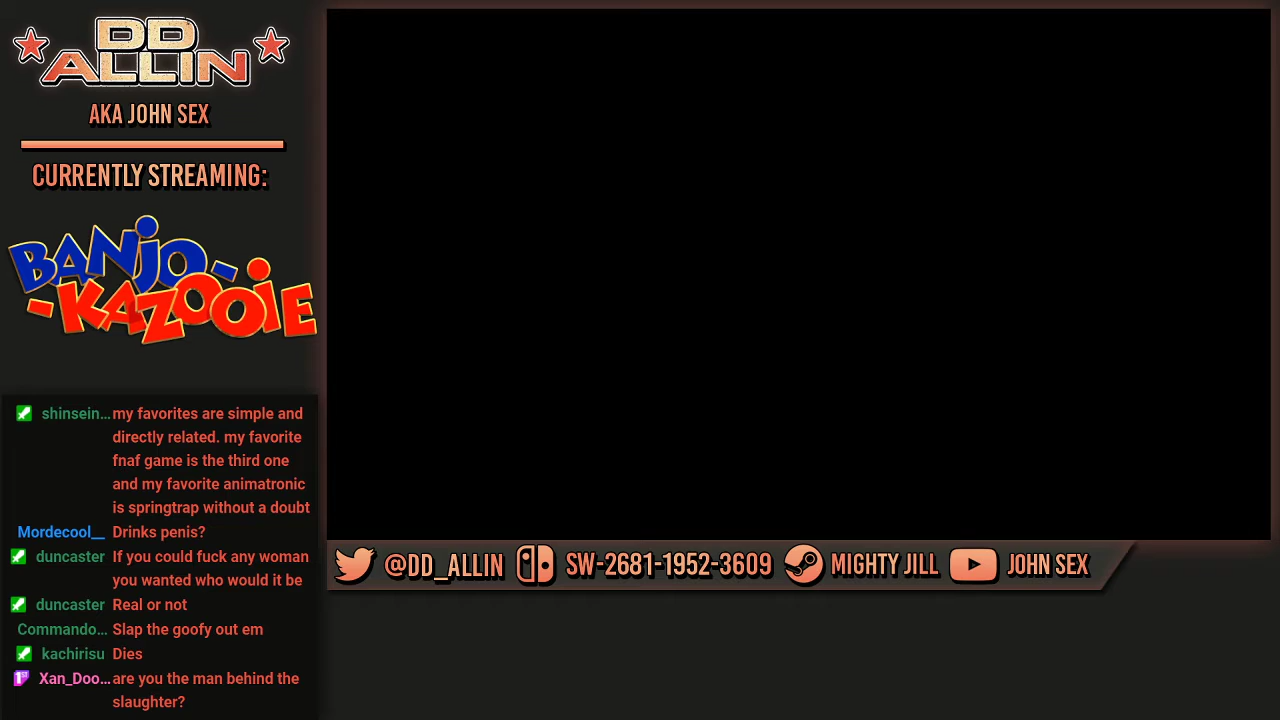 DD
ALLIN
AKA JOHN SEX
CURRENTLY STREAMING:
BANJO-
-KAZOOIE
shinsein... my favorites are simple and
directly related. my favorite
fnaf game is the third one
and my favorite animatronic
is springtrap without a doubt
Mordecool__ Drinks penis?
duncaster If you could fuck any woman
you wanted who would it be
duncaster Real or not
Commando... Slap the goofy out em
kachirisu Dies
1st Xan_Doo... are you the man behind the
slaughter?
@DD_ALLIN SW-2681-1952-3609 MIGHTY JILL JOHN SEX